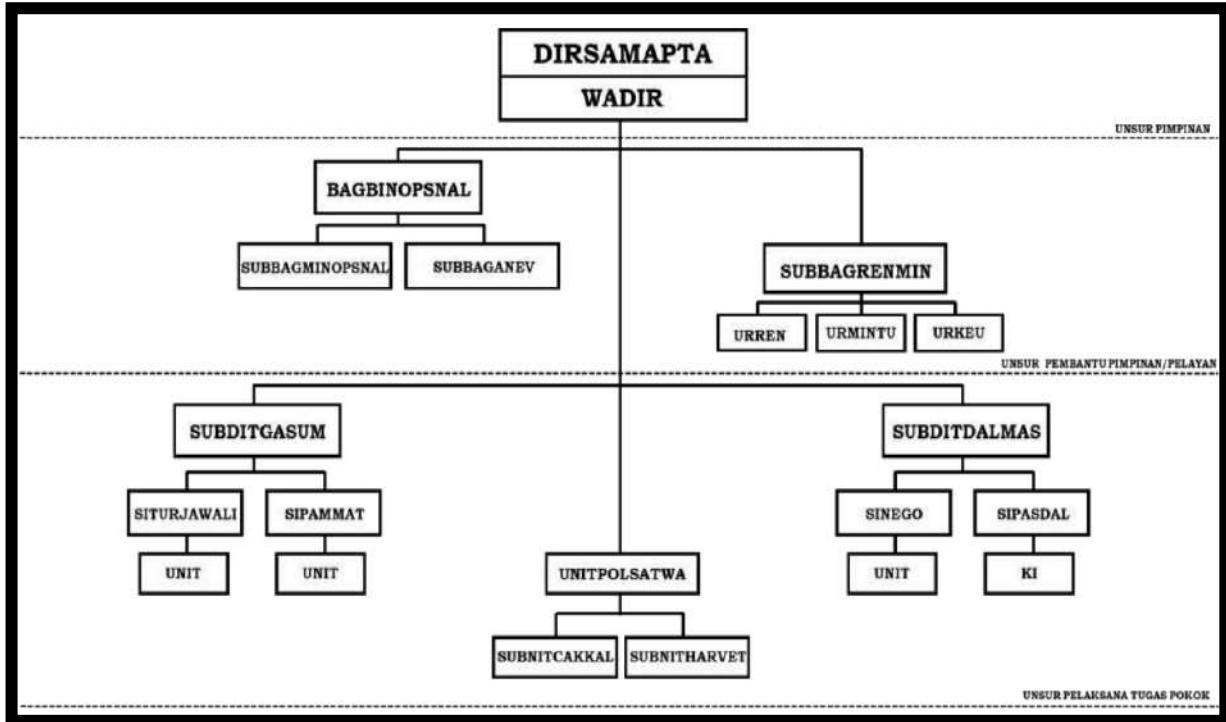 DIRSAMAPTA
WADIR
UNSUR PIMPINAN
BAGBINOPSNAL
SUBBAGMINOPSNAL
SUBBAGANEV
SUBBAGRENMIN
URREN
URMINTU
URKEU
UNSUR PEMBANTU PIMPINAN/PELAYAN
SUBDITGASUM
SUBDITDALMAS
SITURJAWALI
SIPAMMAT
SINEGO
SIPASDAL
UNIT
UNIT
UNIT
KI
UNITPOLSATWA
SUBNITCAKKAL
SUBNITHARVET
UNSUR PELAKSANA TUGAS POKOK